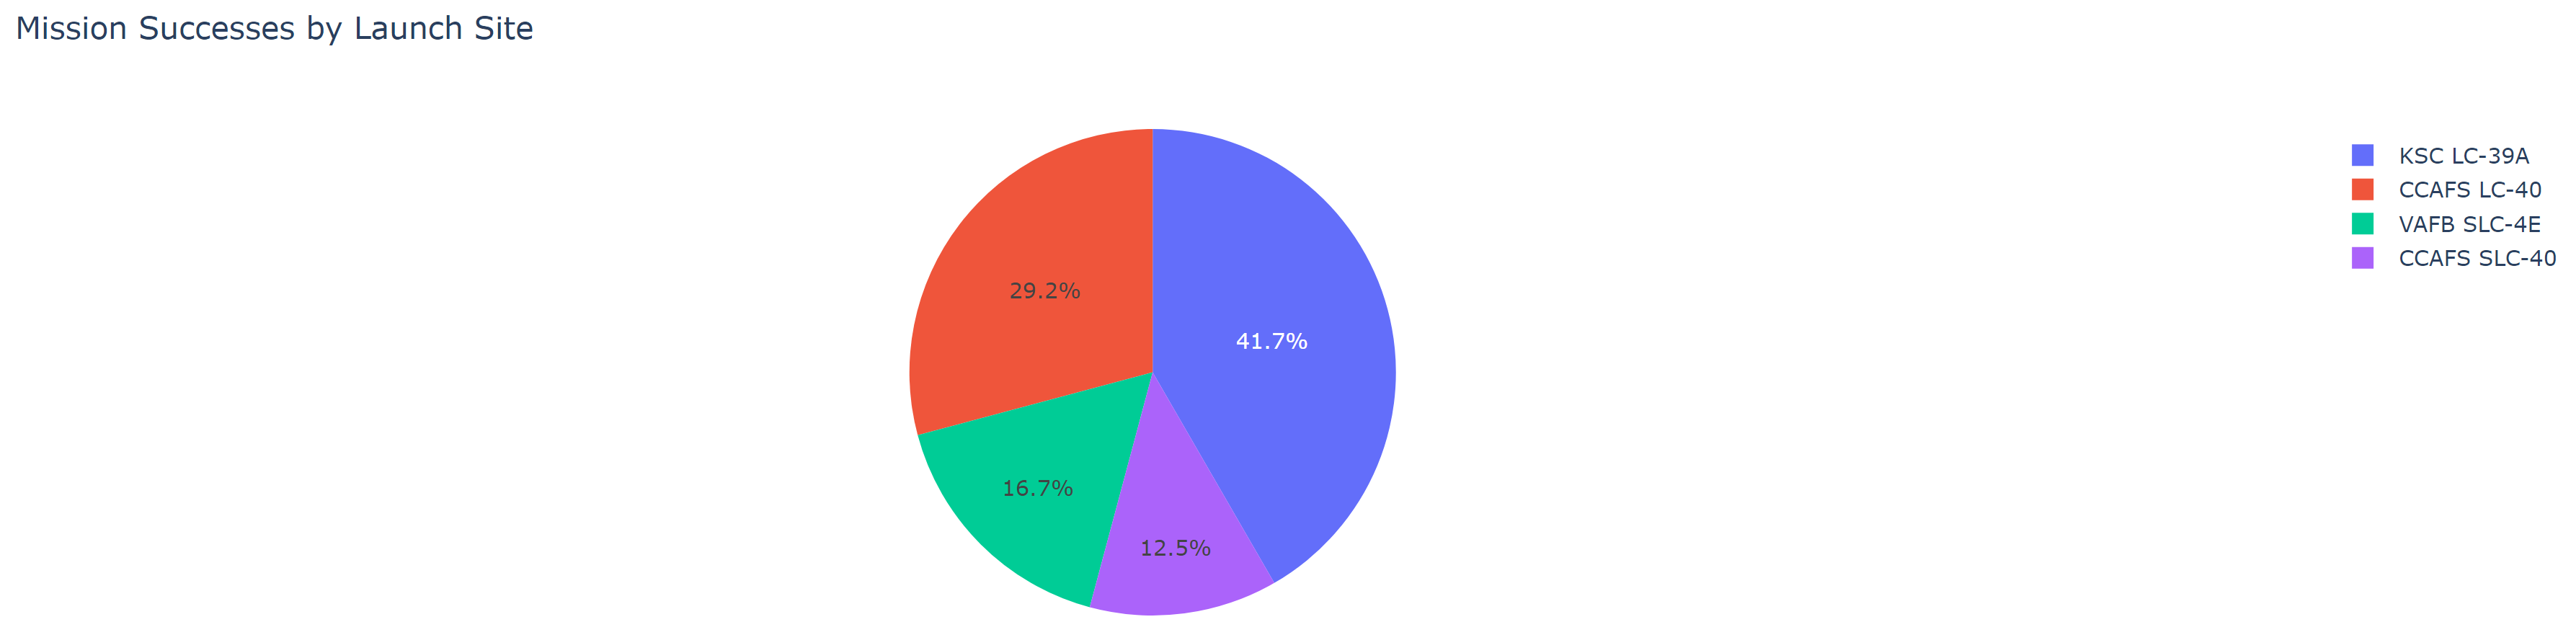 Mission Successes by Launch Site
KSC LC-39A
CCAFS LC-40
VAFB SLC-4E
CCAFS SLC-40
29.2%
41.7%
16.7%
12.5%